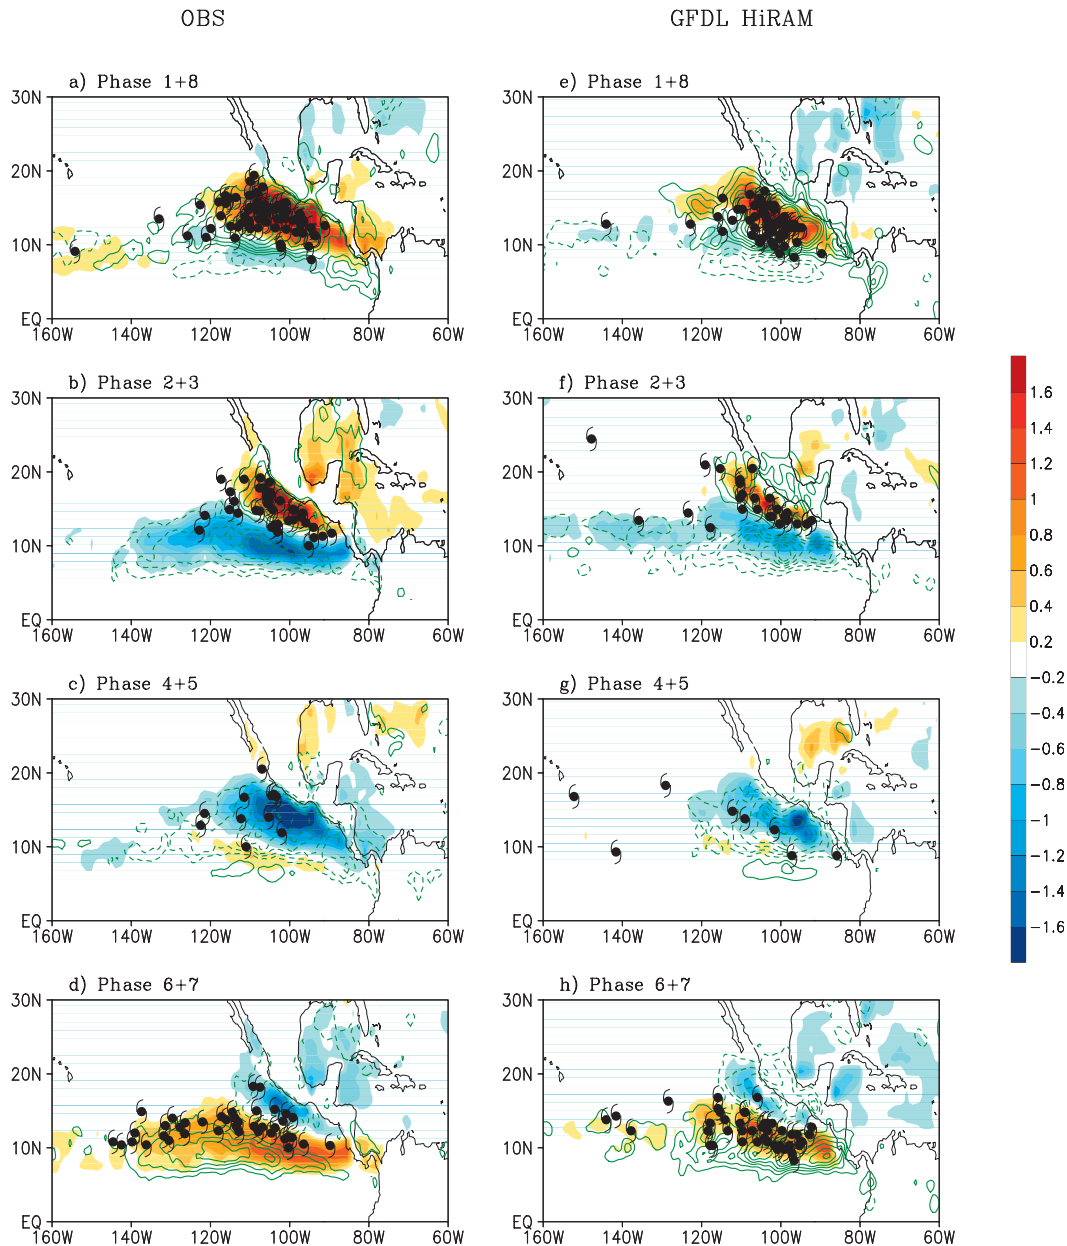 OBS
GFDL HiRAM
a) Phase 1+8
30N
20N
10N
EQ
160W 140W 120W 100W 80W 60W
e) Phase 1+8
30N
20N
10N
EQ
160W 140W 120W 100W 80W 60W
b) Phase 2+3
30N
20N
10N
EQ
160W 140W 120W 100W 80W 60W
f) Phase 2+3
30N
20N
10N
EQ
160W 140W 120W 100W 80W 60W
c) Phase 4+5
30N
20N
10N
EQ
160W 140W 120W 100W 80W 60W
g) Phase 4+5
30N
20N
10N
EQ
160W 140W 120W 100W 80W 60W
d) Phase 6+7
30N
20N
10N
EQ
160W 140W 120W 100W 80W 60W
h) Phase 6+7
30N
20N
10N
EQ
160W 140W 120W 100W 80W 60W
1.6
1.4
1.2
1
0.8
0.6
0.4
0.2
−0.2
−0.4
−0.6
−0.8
−1
−1.2
−1.4
−1.6